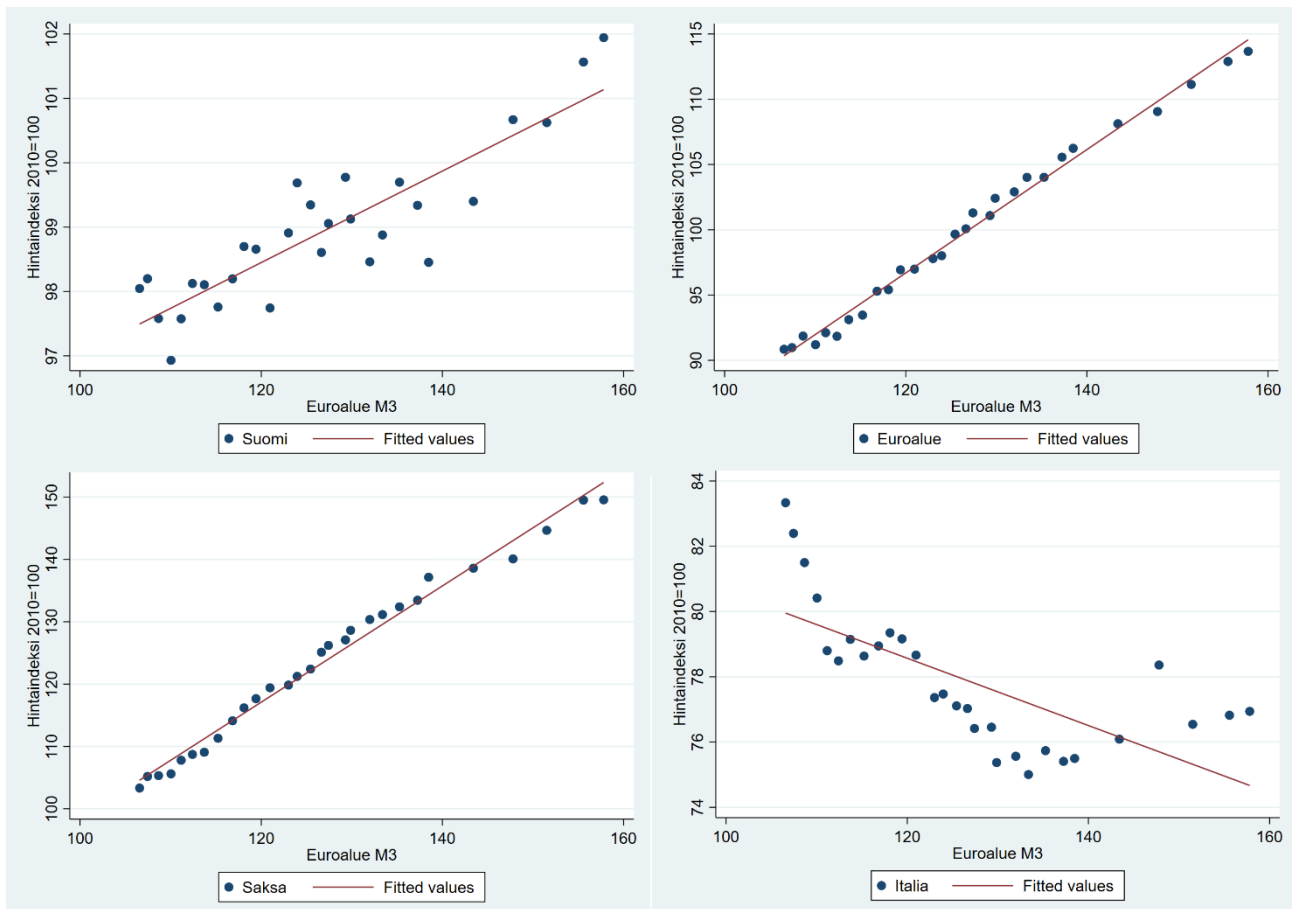 Hintaindeksi 2010=100
97 98 99 100 101 102
100 120 140 160
Euroalue M3
Suomi Fitted values
Hintaindeksi 2010=100
90 95 100 105 110 115
100 120 140 160
Euroalue M3
Euroalue Fitted values
Hintaindeksi 2010=100
100 110 120 130 140 150
100 120 140 160
Euroalue M3
Saksa Fitted values
Hintaindeksi 2010=100
74 76 78 80 82 84
100 120 140 160
Euroalue M3
Italia Fitted values